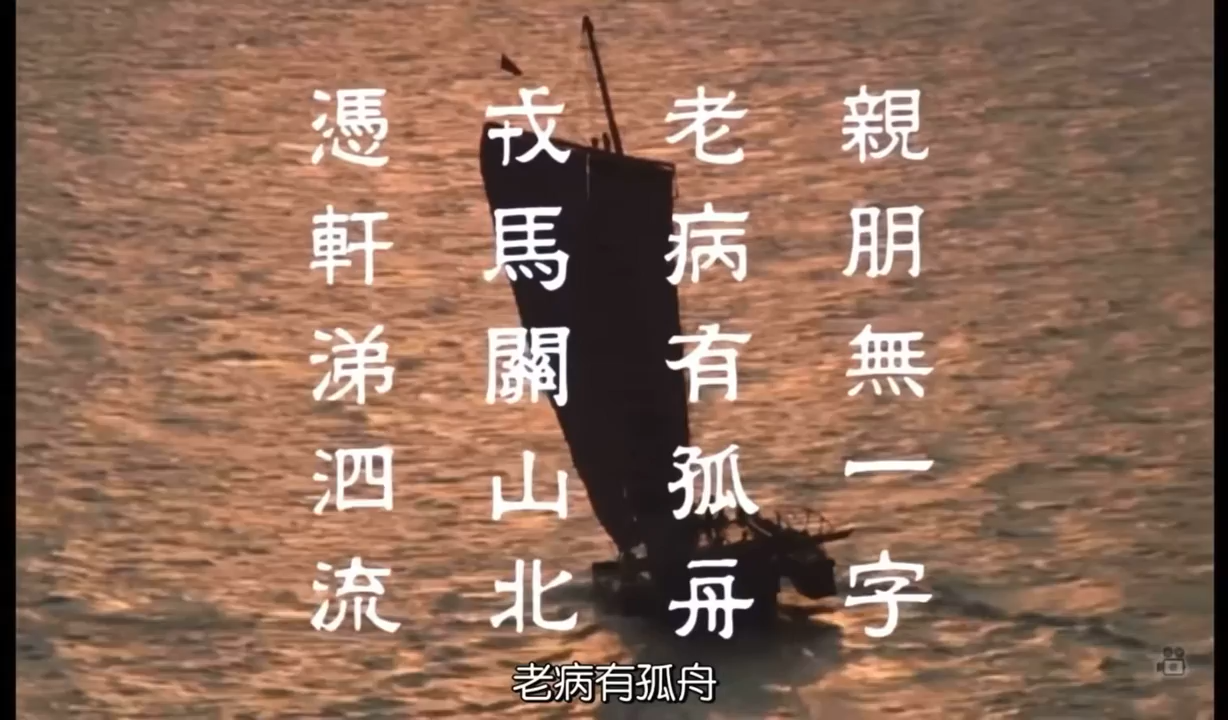 親朋無一字
老病有孤舟
戎馬關山北
憑軒涕泗流
老病有孤舟